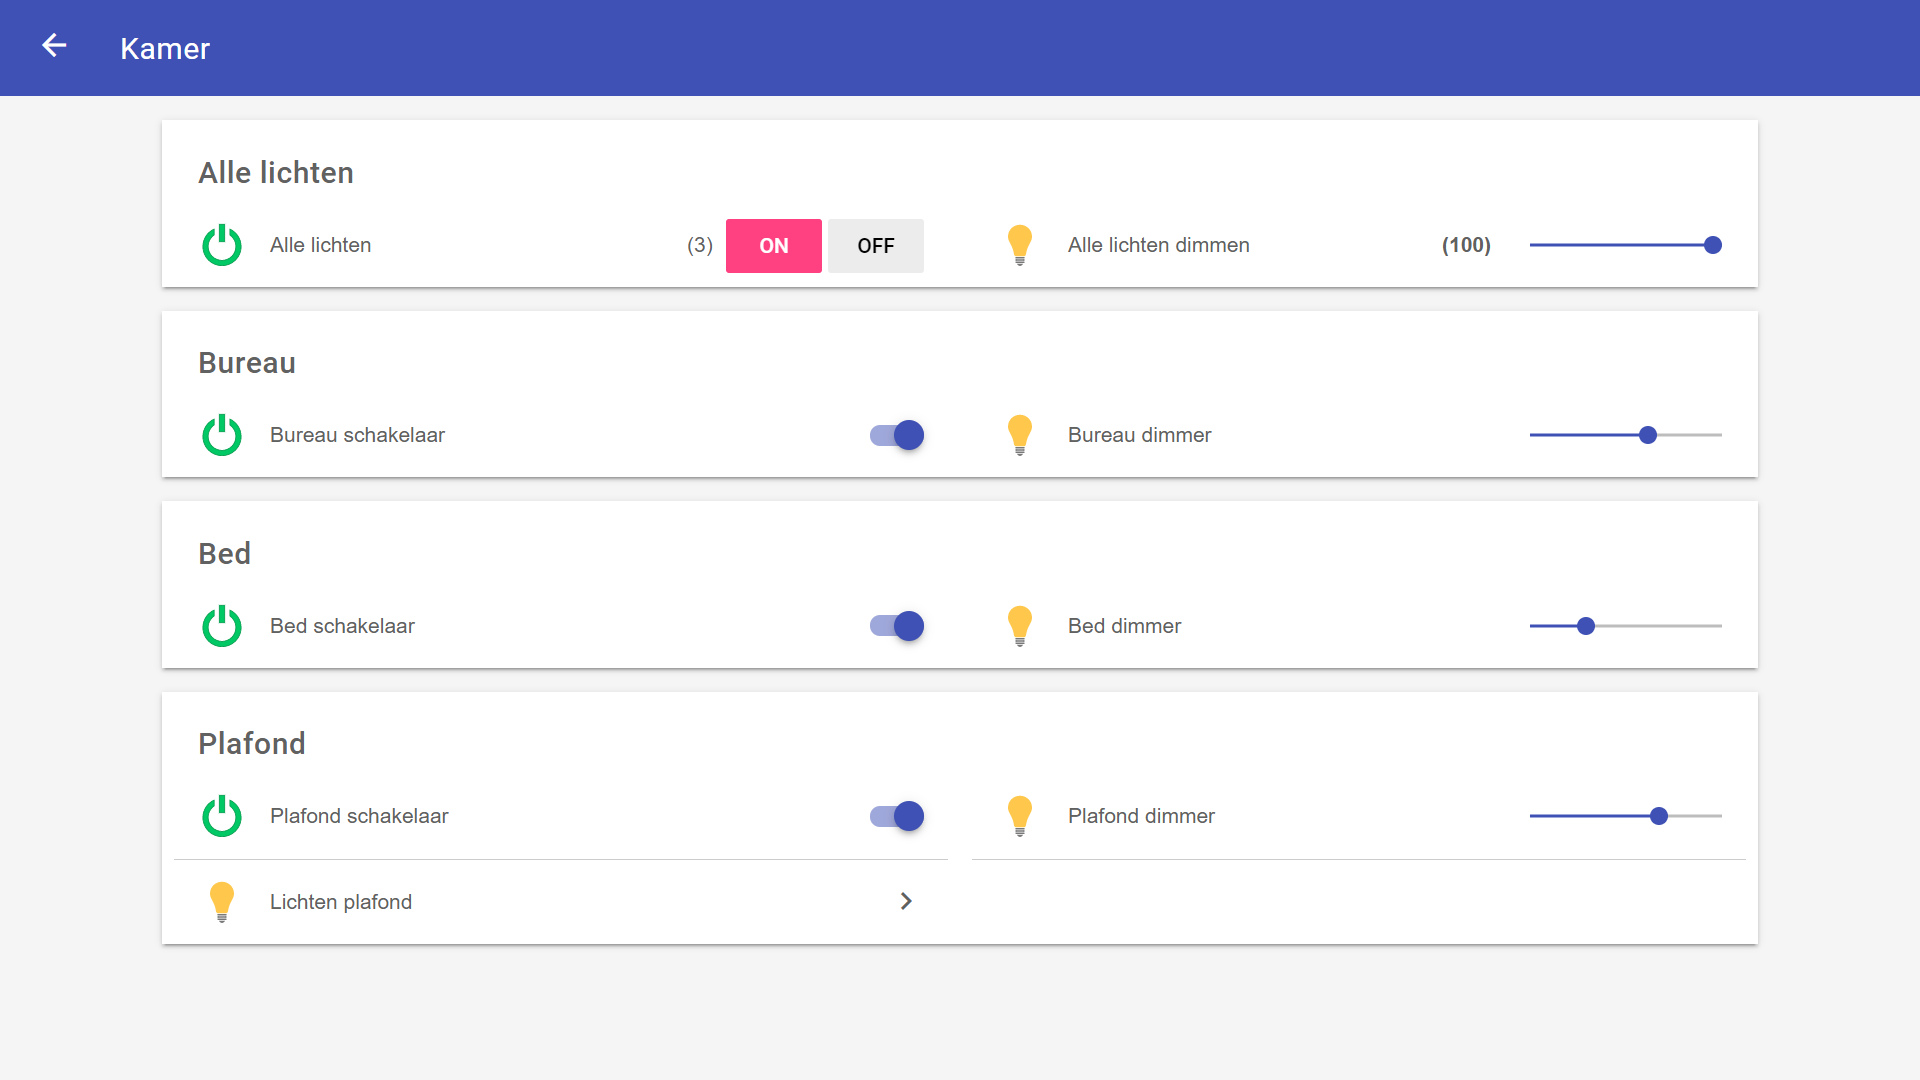 Kamer
Alle lichten
Alle lichten (3) ON OFF Alle lichten dimmen (100)
Bureau
Bureau schakelaar Bureau dimmer
Bed
Bed schakelaar Bed dimmer
Plafond
Plafond schakelaar Plafond dimmer
Lichten plafond